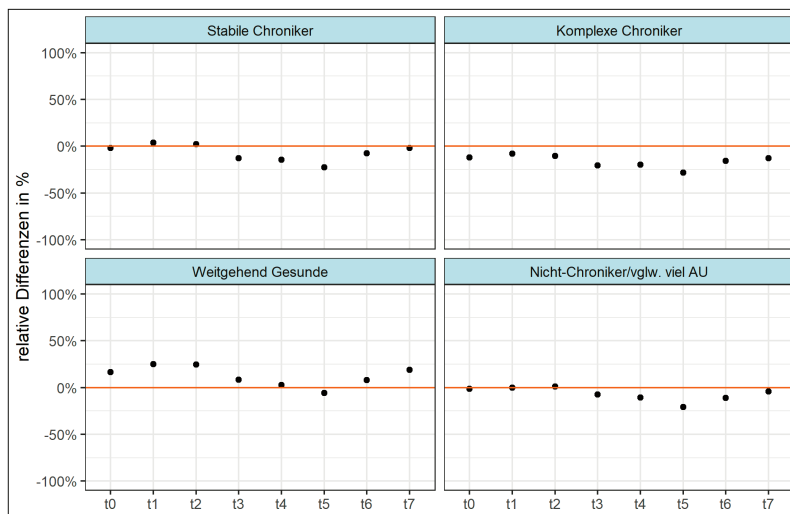 Stabile Chroniker
Komplexe Chroniker
100%
50%
0%
-50%
-100%
Weitgehend Gesunde
Nicht-Chroniker/vglw. viel AU
100%
50%
0%
-50%
-100%
relative Differenzen in %
t0 t1 t2 t3 t4 t5 t6 t7
t0 t1 t2 t3 t4 t5 t6 t7